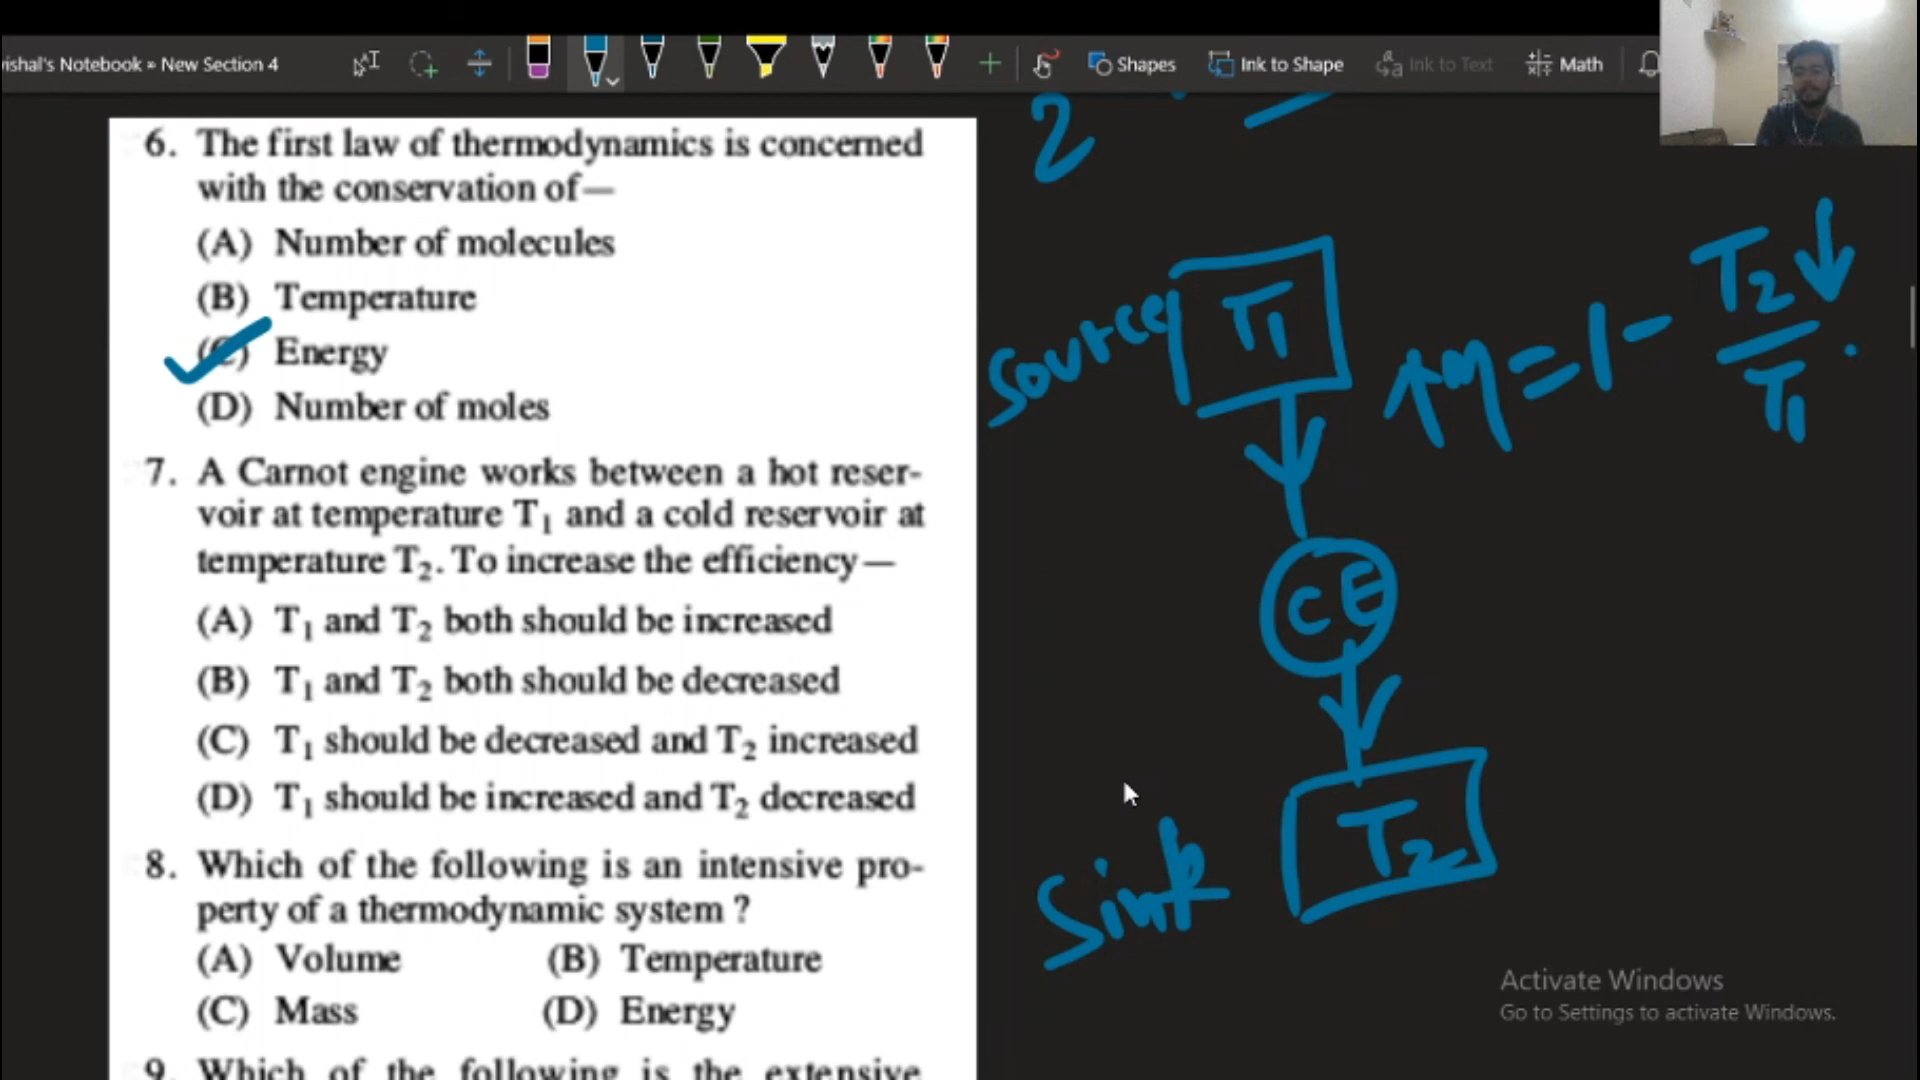 ishal's Notebook » New Section 4
Shapes
Ink to Shape
Ink to Text
Math
6. The first law of thermodynamics is concerned
with the conservation of—
(A) Number of molecules
(B) Temperature
(C) Energy
(D) Number of moles
7. A Carnot engine works between a hot reser-
voir at temperature T₁ and a cold reservoir at
temperature T₂. To increase the efficiency—
(A) T₁ and T₂ both should be increased
(B) T₁ and T₂ both should be decreased
(C) T₁ should be decreased and T₂ increased
(D) T₁ should be increased and T₂ decreased
8. Which of the following is an intensive pro-
perty of a thermodynamic system ?
(A) Volume (B) Temperature
(C) Mass (D) Energy
9. Which of the following is the extensive
2
Source T₁
↑η = 1 - T₂↓/T₁
CE
Sink T₂
Activate Windows
Go to Settings to activate Windows.